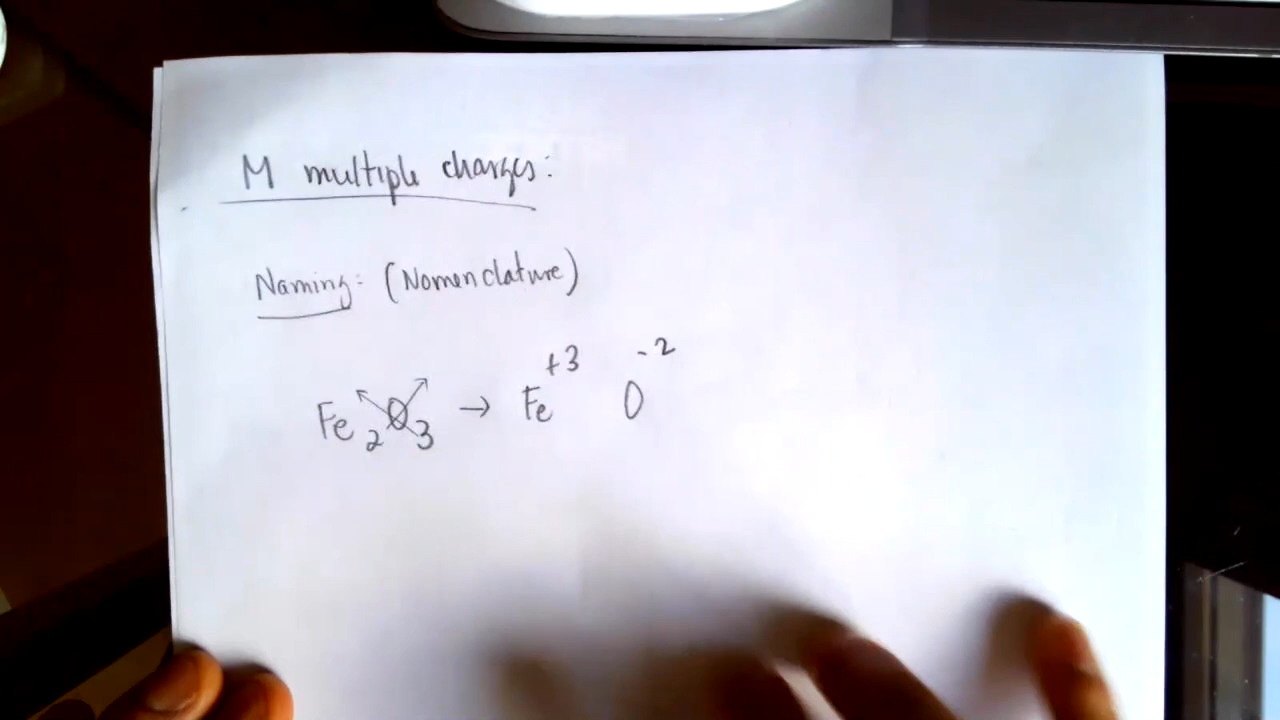 M multiple charges:
Naming: (Nomenclature)
Fe₂O₃ → Fe⁺³ O⁻²